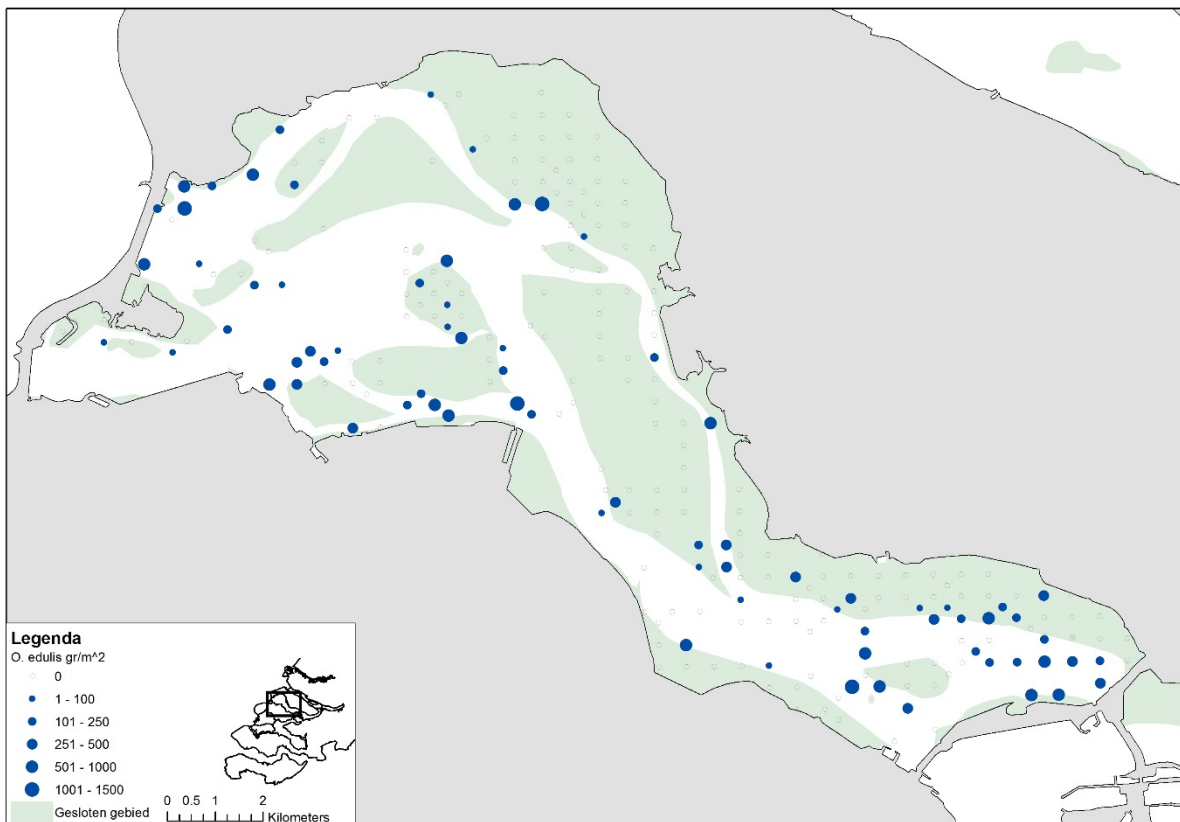 Legenda
O. edulis gr/m^2
0
1 - 100
101 - 250
251 - 500
501 - 1000
1001 - 1500
Gesloten gebied
0 0.5 1 2
Kilometers